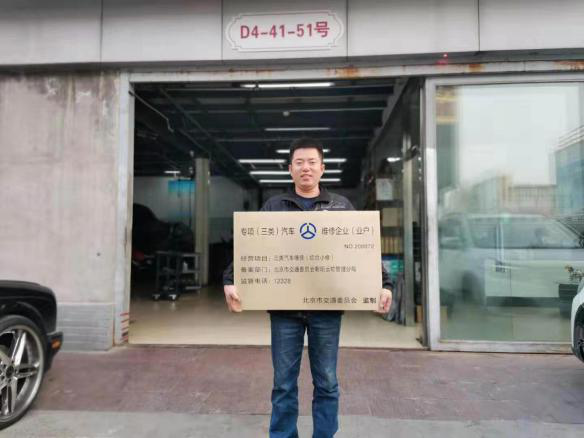 D4-41-51号
专项（三类）汽车 维修企业（业户）
NO.200072
经营项目：三类汽车维修（综合小修）
备案部门：北京市交通委员会朝阳运输管理分局
监督电话：12328
北京市交通委员会 监制